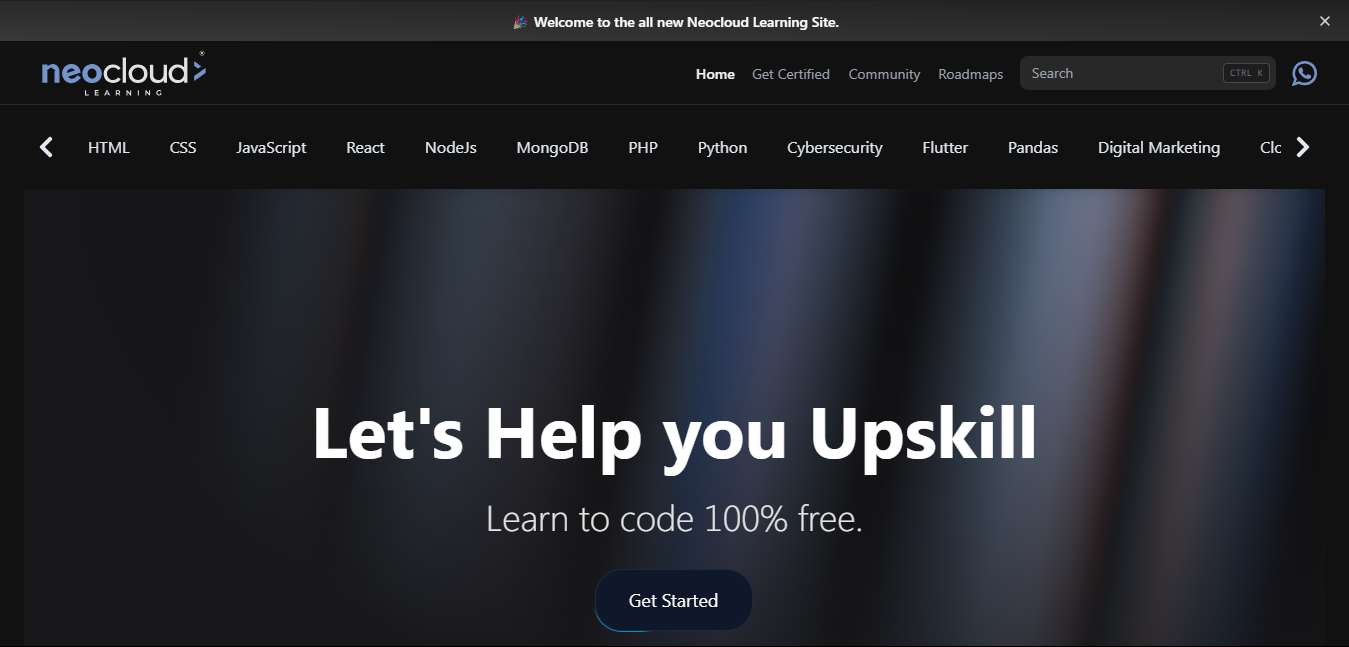 🎉 Welcome to the all new Neocloud Learning Site.
neocloud®
LEARNING
Home Get Certified Community Roadmaps Search CTRL K
HTML CSS JavaScript React NodeJs MongoDB PHP Python Cybersecurity Flutter Pandas Digital Marketing Clo
Let's Help you Upskill
Learn to code 100% free.
Get Started